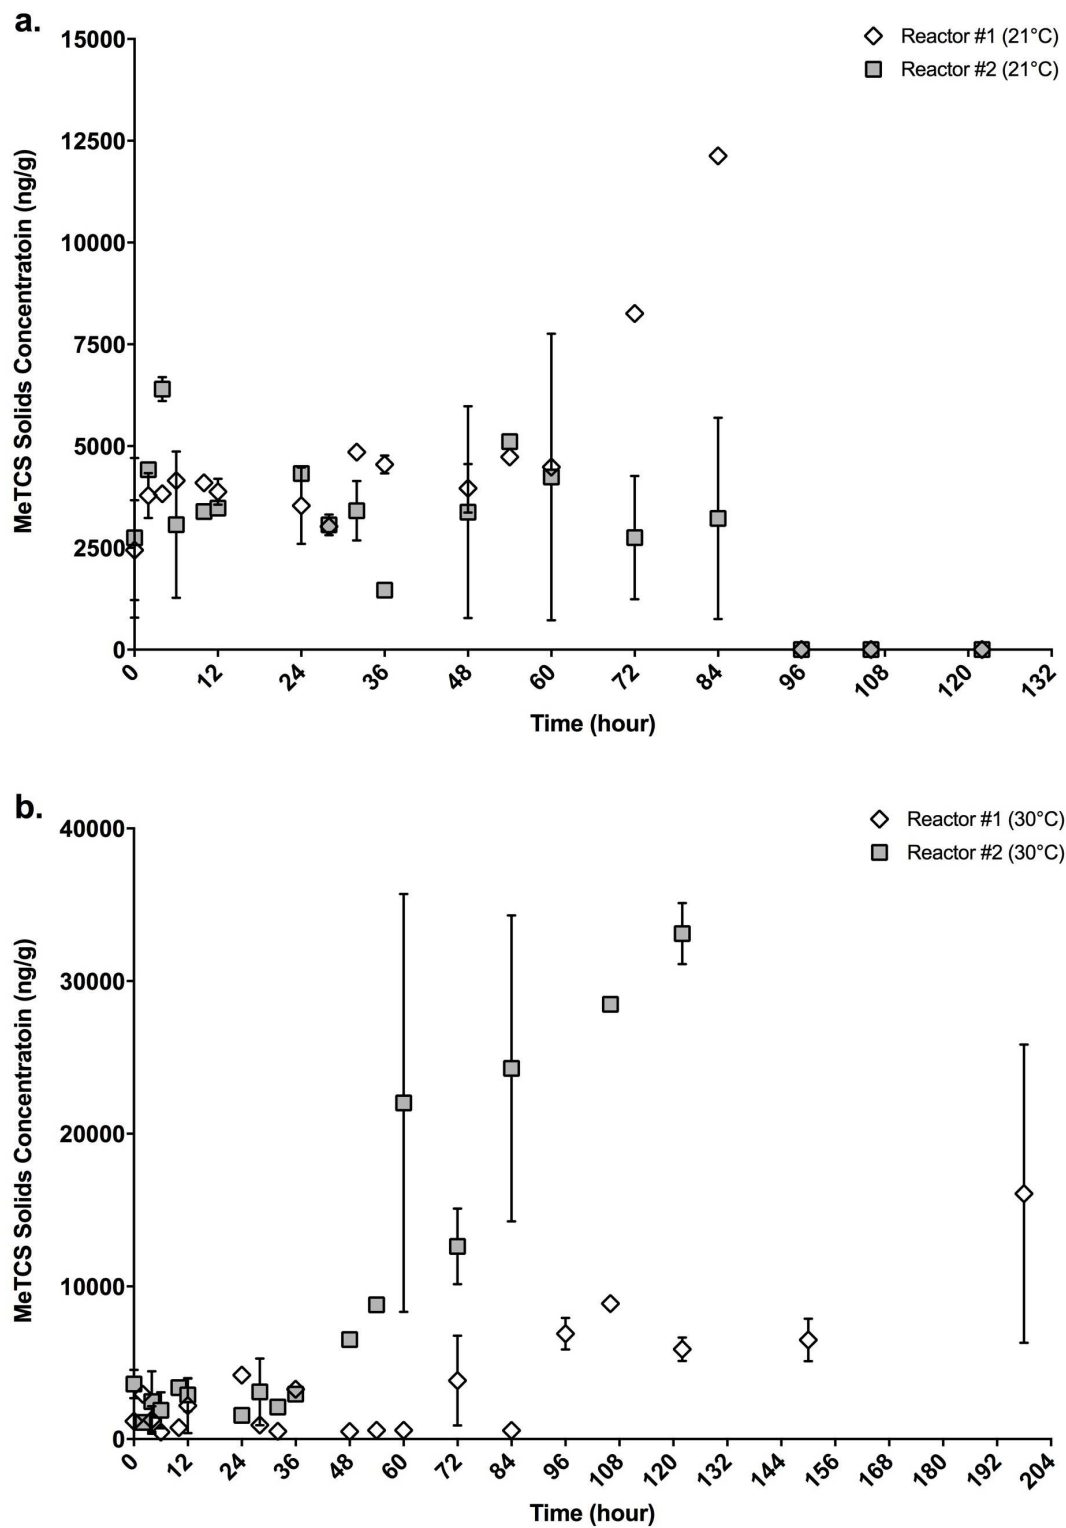 a.
Reactor #1 (21°C)
Reactor #2 (21°C)
MeTCS Solids Concentratoin (ng/g)
15000
12500
10000
7500
5000
2500
0
0 12 24 36 48 60 72 84 96 108 120 132
Time (hour)
b.
Reactor #1 (30°C)
Reactor #2 (30°C)
MeTCS Solids Concentratoin (ng/g)
40000
30000
20000
10000
0
0 12 24 36 48 60 72 84 96 108 120 132 144 156 168 180 192 204
Time (hour)